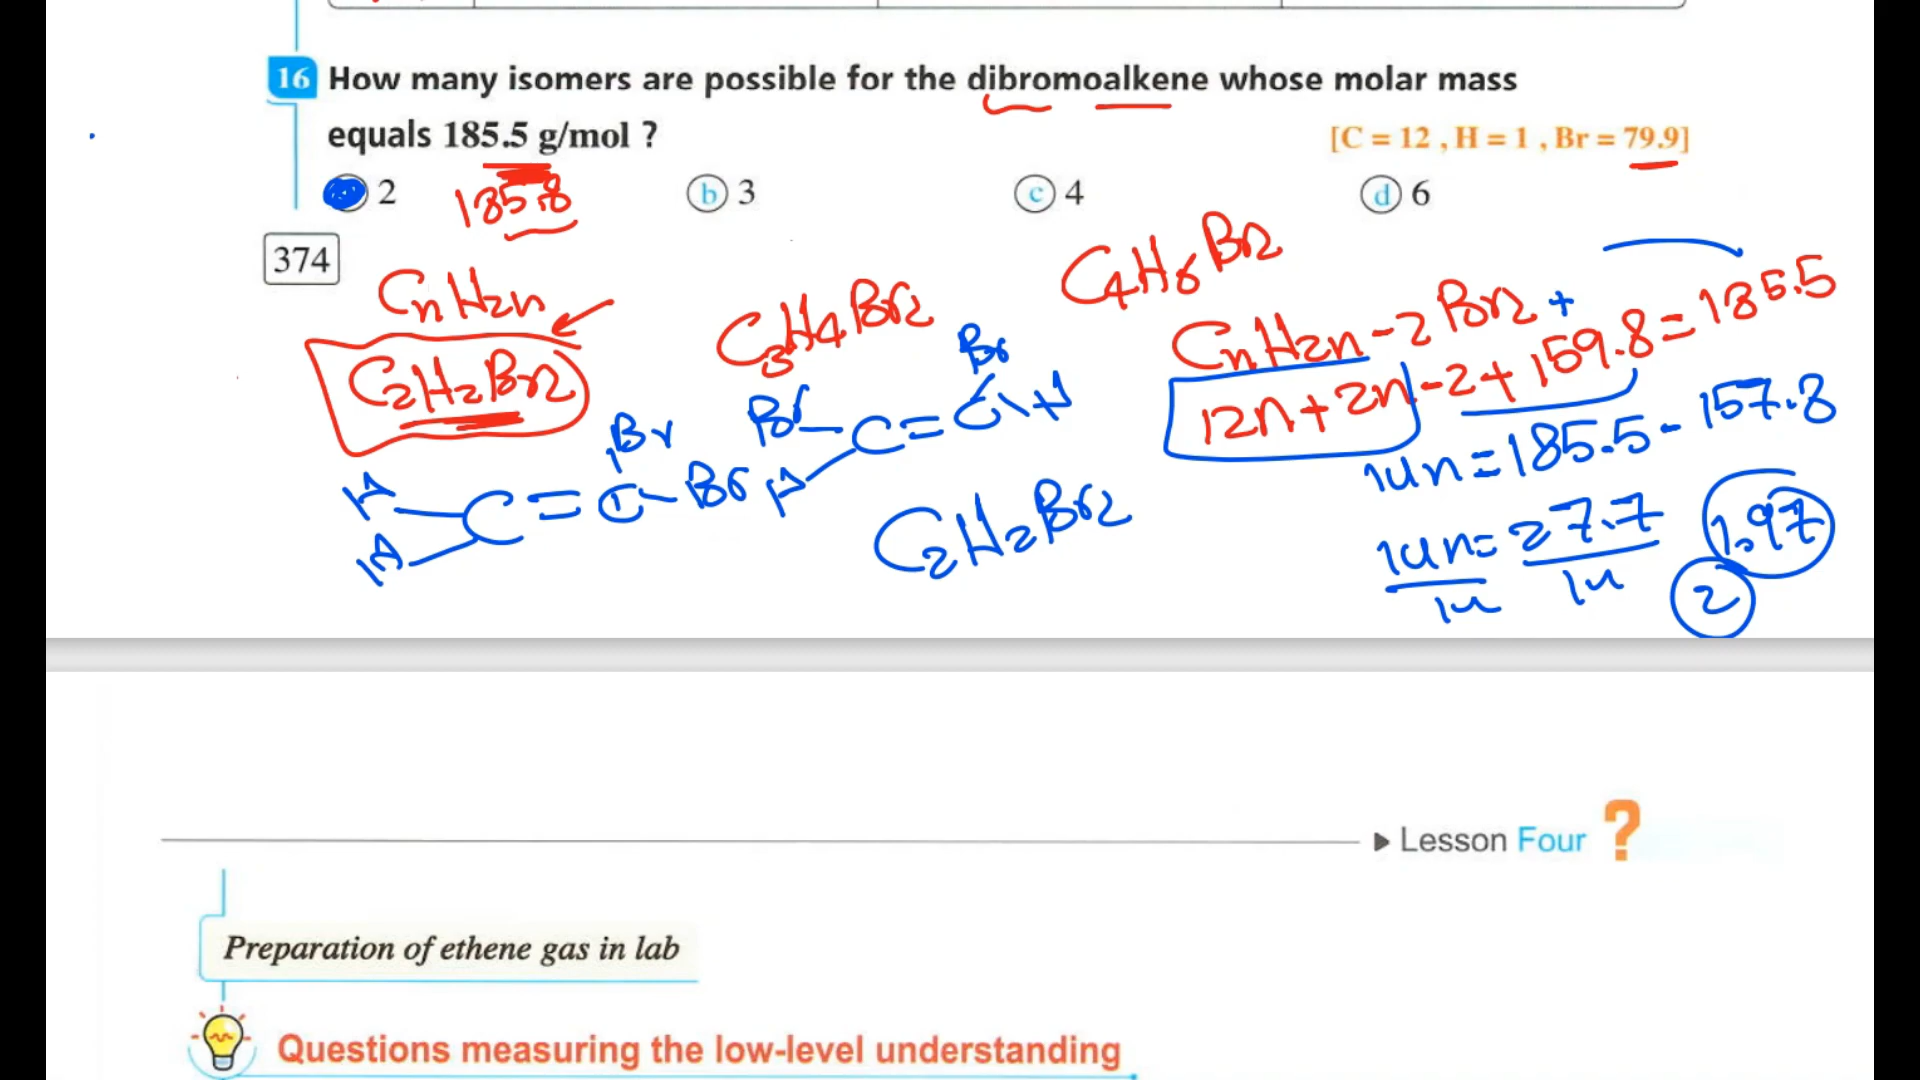 16 How many isomers are possible for the dibromoalkene whose molar mass
equals 185.5 g/mol ? [C = 12 , H = 1 , Br = 79.9]
2 b 3 c 4 d 6
185.8
374
CnH2n
C2H2Br2
C3H4Br2
C4H6Br2
CnH2n-2Br2 +
12n+2n-2+159.8=185.5
14n=185.5-157.8
14n=27.7
14 14
1.97
2
Br
H C=C-Br
H
Br
Br-C=C-H
H
C2H2Br2
Lesson Four ?
Preparation of ethene gas in lab
Questions measuring the low-level understanding